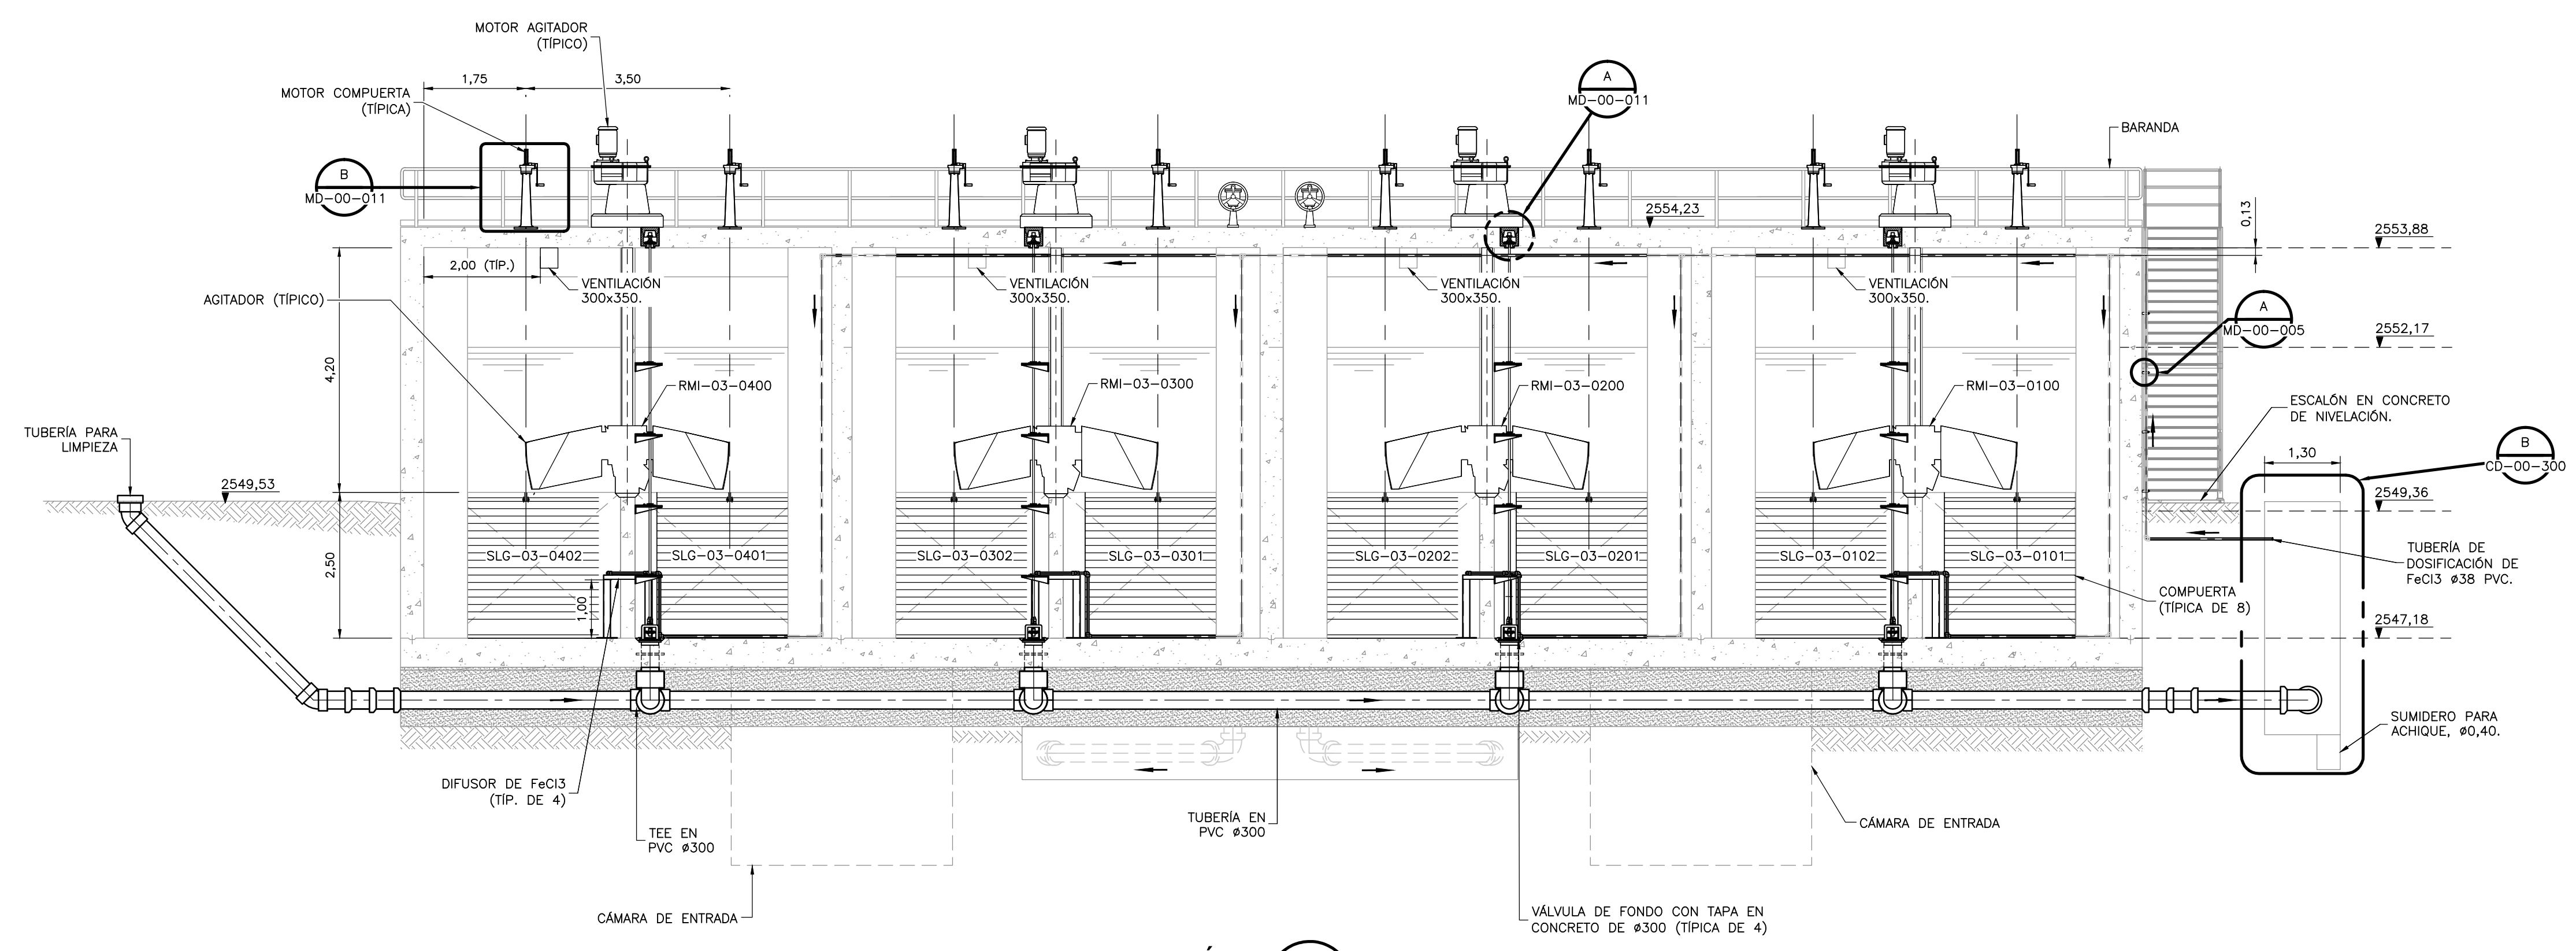 MOTOR AGITADOR
(TÍPICO)
1,75
3,50
MOTOR COMPUERTA
(TÍPICA)
A
MD-00-011
BARANDA
B
MD-00-011
2554,23
0,13
2553,88
2,00 (TÍP.)
VENTILACIÓN
300x350.
VENTILACIÓN
300x350.
VENTILACIÓN
300x350.
VENTILACIÓN
300x350.
AGITADOR (TÍPICO)
A
MD-00-005
2552,17
4,20
RMI-03-0400
RMI-03-0300
RMI-03-0200
RMI-03-0100
ESCALÓN EN CONCRETO
DE NIVELACIÓN.
TUBERÍA PARA
LIMPIEZA
B
CD-00-300
1,30
2549,53
2549,36
2,50
SLG-03-0402
SLG-03-0401
SLG-03-0302
SLG-03-0301
SLG-03-0202
SLG-03-0201
SLG-03-0102
SLG-03-0101
TUBERÍA DE
DOSIFICACIÓN DE
FeCl3 ø38 PVC.
1,00
COMPUERTA
(TÍPICA DE 8)
2547,18
SUMIDERO PARA
ACHIQUE, ø0,40.
DIFUSOR DE FeCl3
(TÍP. DE 4)
TUBERÍA EN
PVC ø300
CÁMARA DE ENTRADA
TEE EN
PVC ø300
CÁMARA DE ENTRADA
VÁLVULA DE FONDO CON TAPA EN
CONCRETO DE ø300 (TÍPICA DE 4)